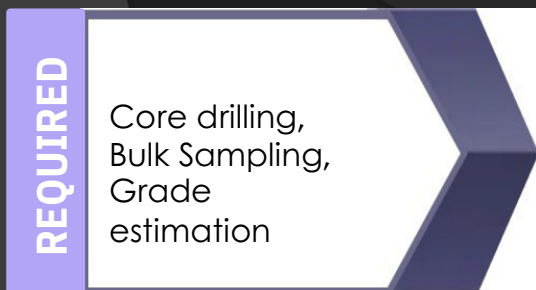 REQUIRED
Core drilling,
Bulk Sampling,
Grade
estimation